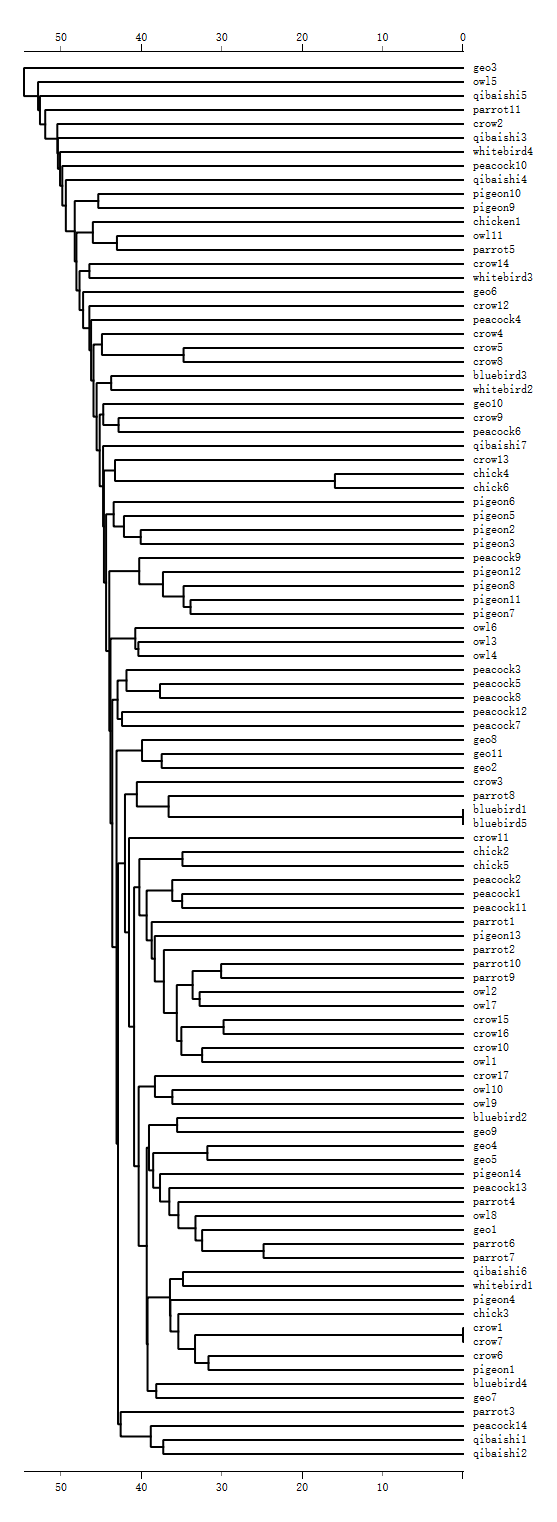 50 40 30 20 10 0
geo3
owl5
qibaishi5
parrot11
crow2
qibaishi3
whitebird4
peacock10
qibaishi4
pigeon10
pigeon9
chicken1
owl11
parrot5
crow14
whitebird3
geo6
crow12
peacock4
crow4
crow5
crow8
bluebird3
whitebird2
geo10
crow9
peacock6
qibaishi7
crow13
chick4
chick6
pigeon6
pigeon5
pigeon2
pigeon3
peacock9
pigeon12
pigeon8
pigeon11
pigeon7
owl6
owl3
owl4
peacock3
peacock5
peacock8
peacock12
peacock7
geo8
geo11
geo2
crow3
parrot8
bluebird1
bluebird5
crow11
chick2
chick5
peacock2
peacock1
peacock11
parrot1
pigeon13
parrot2
parrot10
parrot9
owl2
owl7
crow15
crow16
crow10
owl1
crow17
owl10
owl9
bluebird2
geo9
geo4
geo5
pigeon14
peacock13
parrot4
owl8
geo1
parrot6
parrot7
qibaishi6
whitebird1
pigeon4
chick3
crow1
crow7
crow6
pigeon1
bluebird4
geo7
parrot3
peacock14
qibaishi1
qibaishi2
50 40 30 20 10 0